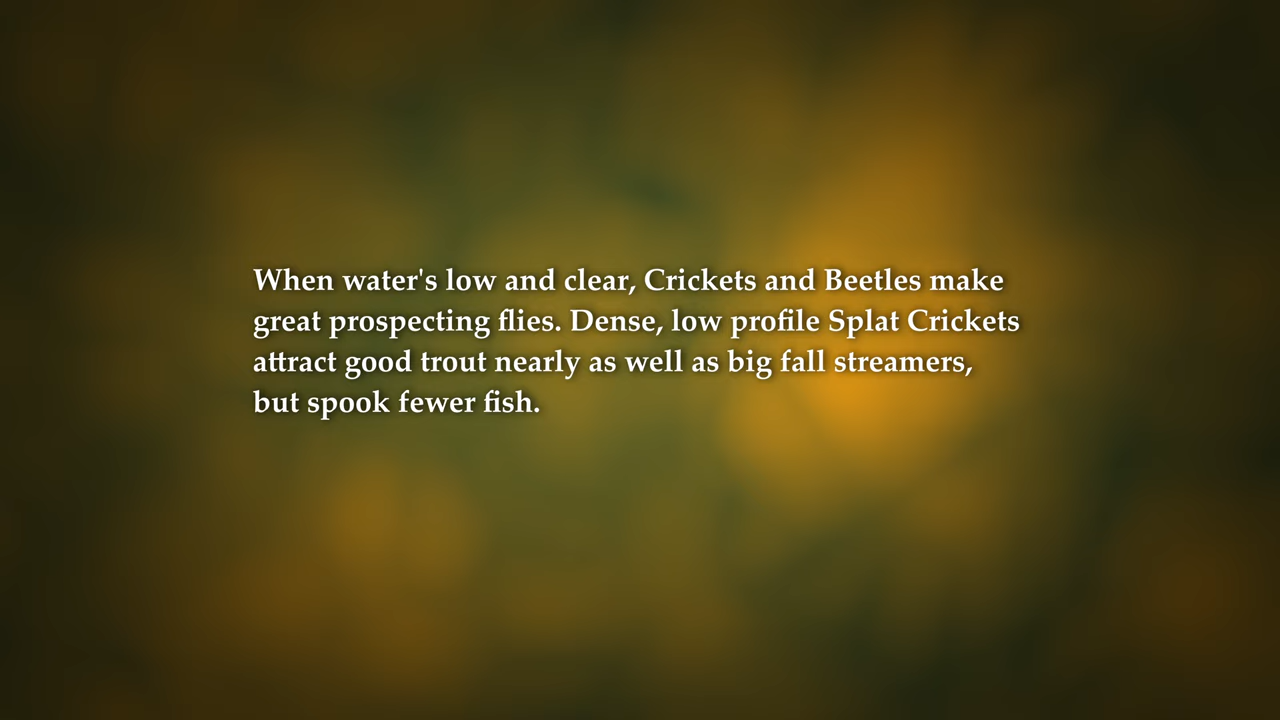 When water's low and clear, Crickets and Beetles make
great prospecting flies. Dense, low profile Splat Crickets
attract good trout nearly as well as big fall streamers,
but spook fewer fish.